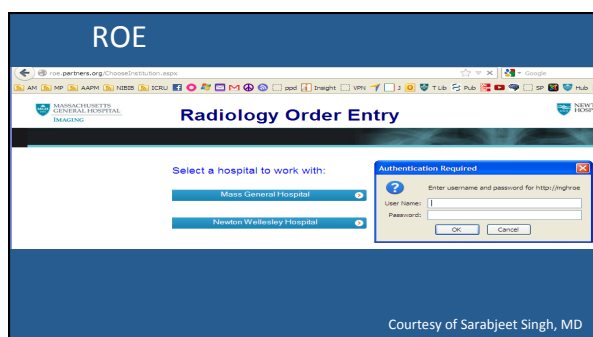 ROE
roe.partners.org/ChooseInstitution.aspx
Google
AM MP AAPM NIBIB ICRU ppd Insight VPN J T Lib Pub SP Hub
MASSACHUSETTS
GENERAL HOSPITAL
IMAGING
Radiology Order Entry
NEWT
HOSP
Select a hospital to work with:
Mass General Hospital
Newton Wellesley Hospital
Authentication Required
Enter username and password for http://mghroe
User Name:
Password:
OK Cancel
Courtesy of Sarabjeet Singh, MD